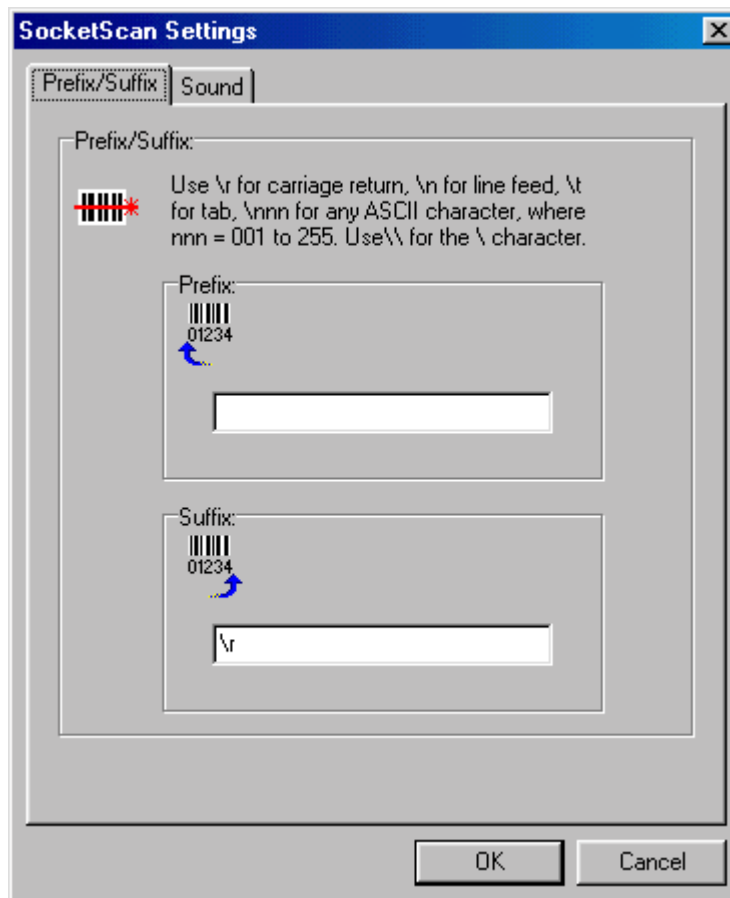 SocketScan Settings
Prefix/Suffix
Sound
Prefix/Suffix:
Use \r for carriage return, \n for line feed, \t
for tab, \nnn for any ASCII character, where
nnn = 001 to 255. Use\\ for the \ character.
Prefix:
01234
Suffix:
01234
\r
OK
Cancel